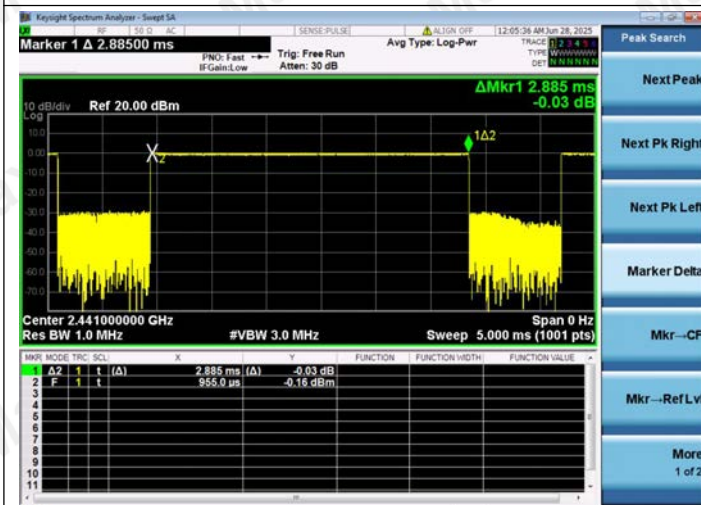 Keysight Spectrum Analyzer - Swept SA
RF 50 Ω AC SENSE:PULSE ALIGN OFF 12:05:36 AM Jun 28, 2025
Marker 1 Δ 2.88500 ms
PNO: Fast
IFGain:Low
Trig: Free Run
Atten: 30 dB
Avg Type: Log-Pwr
TRACE 1 2 3 4 5 6
TYPE W
DET N N N N N N
ΔMkr1 2.885 ms
-0.03 dB
10 dB/div Ref 20.00 dBm
Log
10.0
0.00
-10.0
-20.0
-30.0
-40.0
-50.0
-60.0
-70.0
X2
1Δ2
Center 2.441000000 GHz Span 0 Hz
Res BW 1.0 MHz #VBW 3.0 MHz Sweep 5.000 ms (1001 pts)
MKR MODE TRC SCL X Y FUNCTION FUNCTION WIDTH FUNCTION VALUE
1 Δ2 1 t (Δ) 2.885 ms (Δ) -0.03 dB
2 F 1 t 955.0 µs -0.16 dBm
3
4
5
6
7
8
9
10
11
Peak Search
Next Peak
Next Pk Right
Next Pk Left
Marker Delta
Mkr→CF
Mkr→Ref Lvl
More
1 of 2